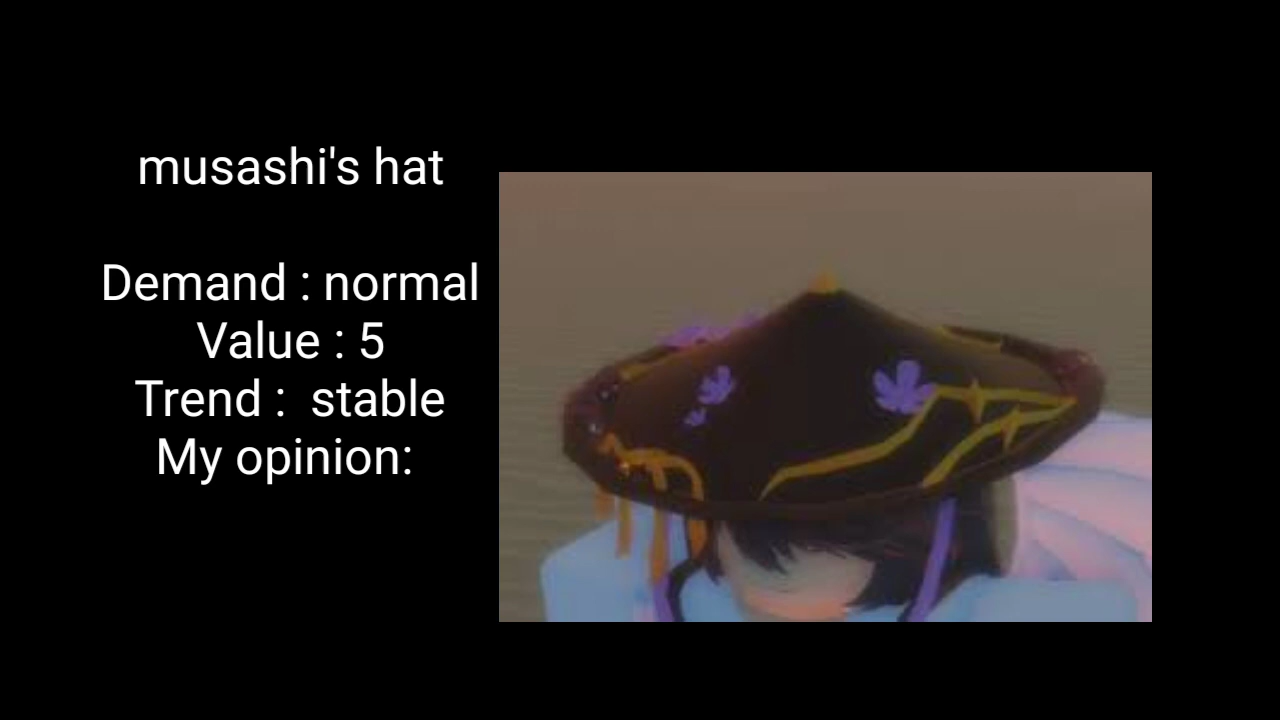 musashi's hat
Demand : normal
Value : 5
Trend :  stable
My opinion: